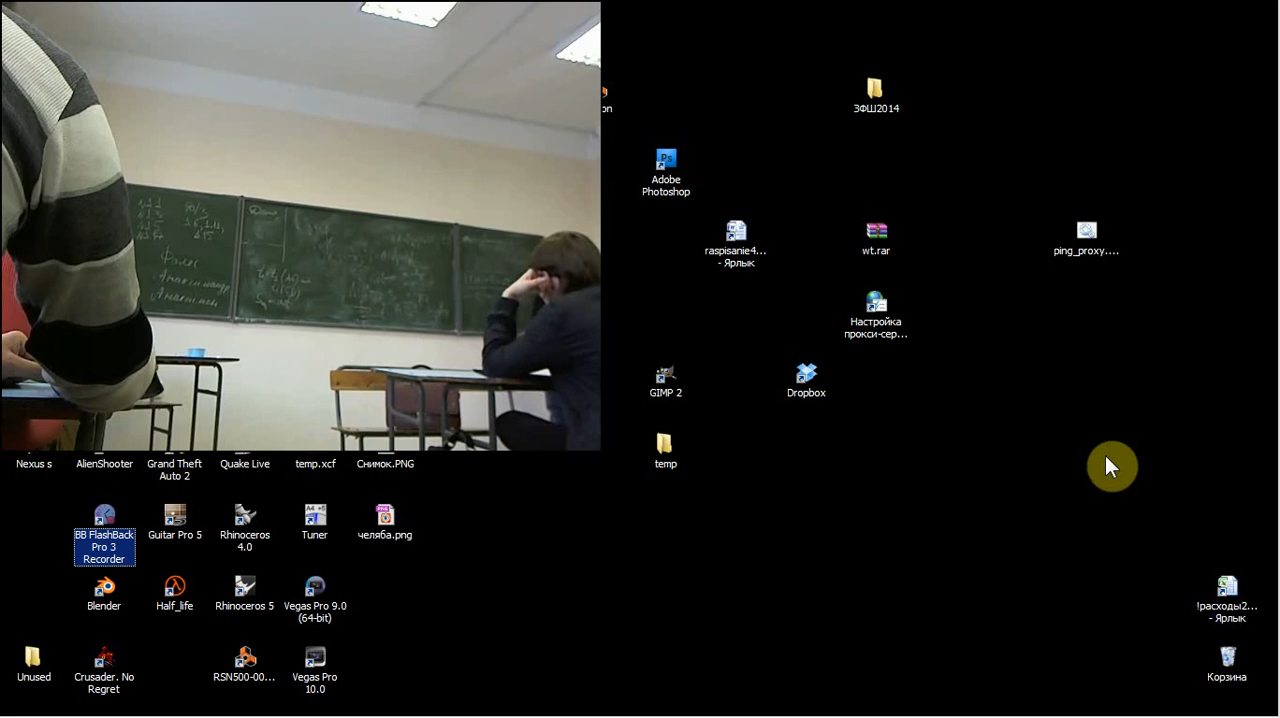 ЗФШ2014
Adobe
Photoshop
raspisanie4...
- Ярлык
wt.rar
ping_proxy....
Настройка
прокси-сер...
GIMP 2
Dropbox
temp
Фалес
Анаксимандр
Анаксимен
Nexus s
AlienShooter
Grand Theft
Auto 2
Quake Live
temp.xcf
Снимок.PNG
BB FlashBack
Pro 3
Recorder
Guitar Pro 5
Rhinoceros
4.0
Tuner
челяба.png
Blender
Half_life
Rhinoceros 5
Vegas Pro 9.0
(64-bit)
!расходы2...
- Ярлык
Unused
Crusader. No
Regret
RSN500-00...
Vegas Pro
10.0
Корзина